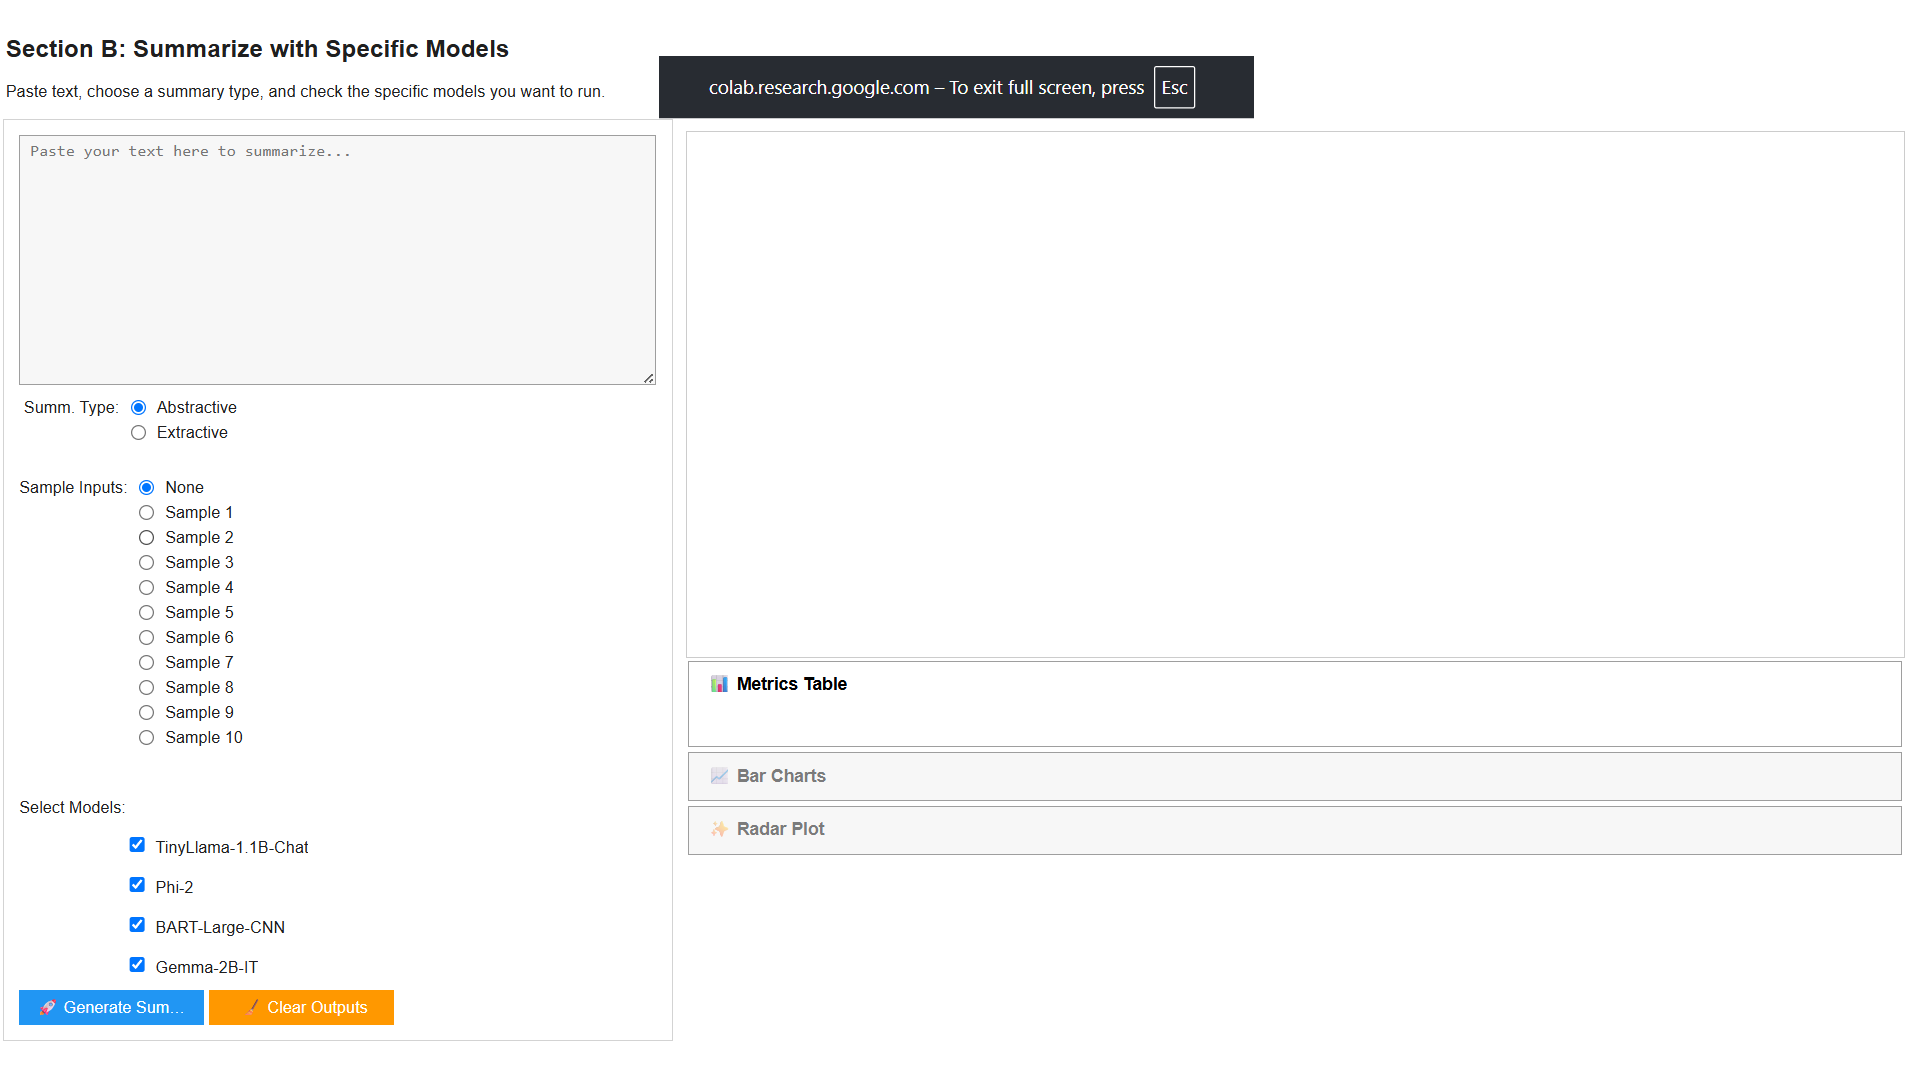 Section B: Summarize with Specific Models
Paste text, choose a summary type, and check the specific models you want to run.
colab.research.google.com – To exit full screen, press Esc
Paste your text here to summarize...
Summ. Type:
Abstractive
Extractive
Sample Inputs:
None
Sample 1
Sample 2
Sample 3
Sample 4
Sample 5
Sample 6
Sample 7
Sample 8
Sample 9
Sample 10
Select Models:
TinyLlama-1.1B-Chat
Phi-2
BART-Large-CNN
Gemma-2B-IT
🚀 Generate Sum...
🧹 Clear Outputs
📊 Metrics Table
📈 Bar Charts
✨ Radar Plot